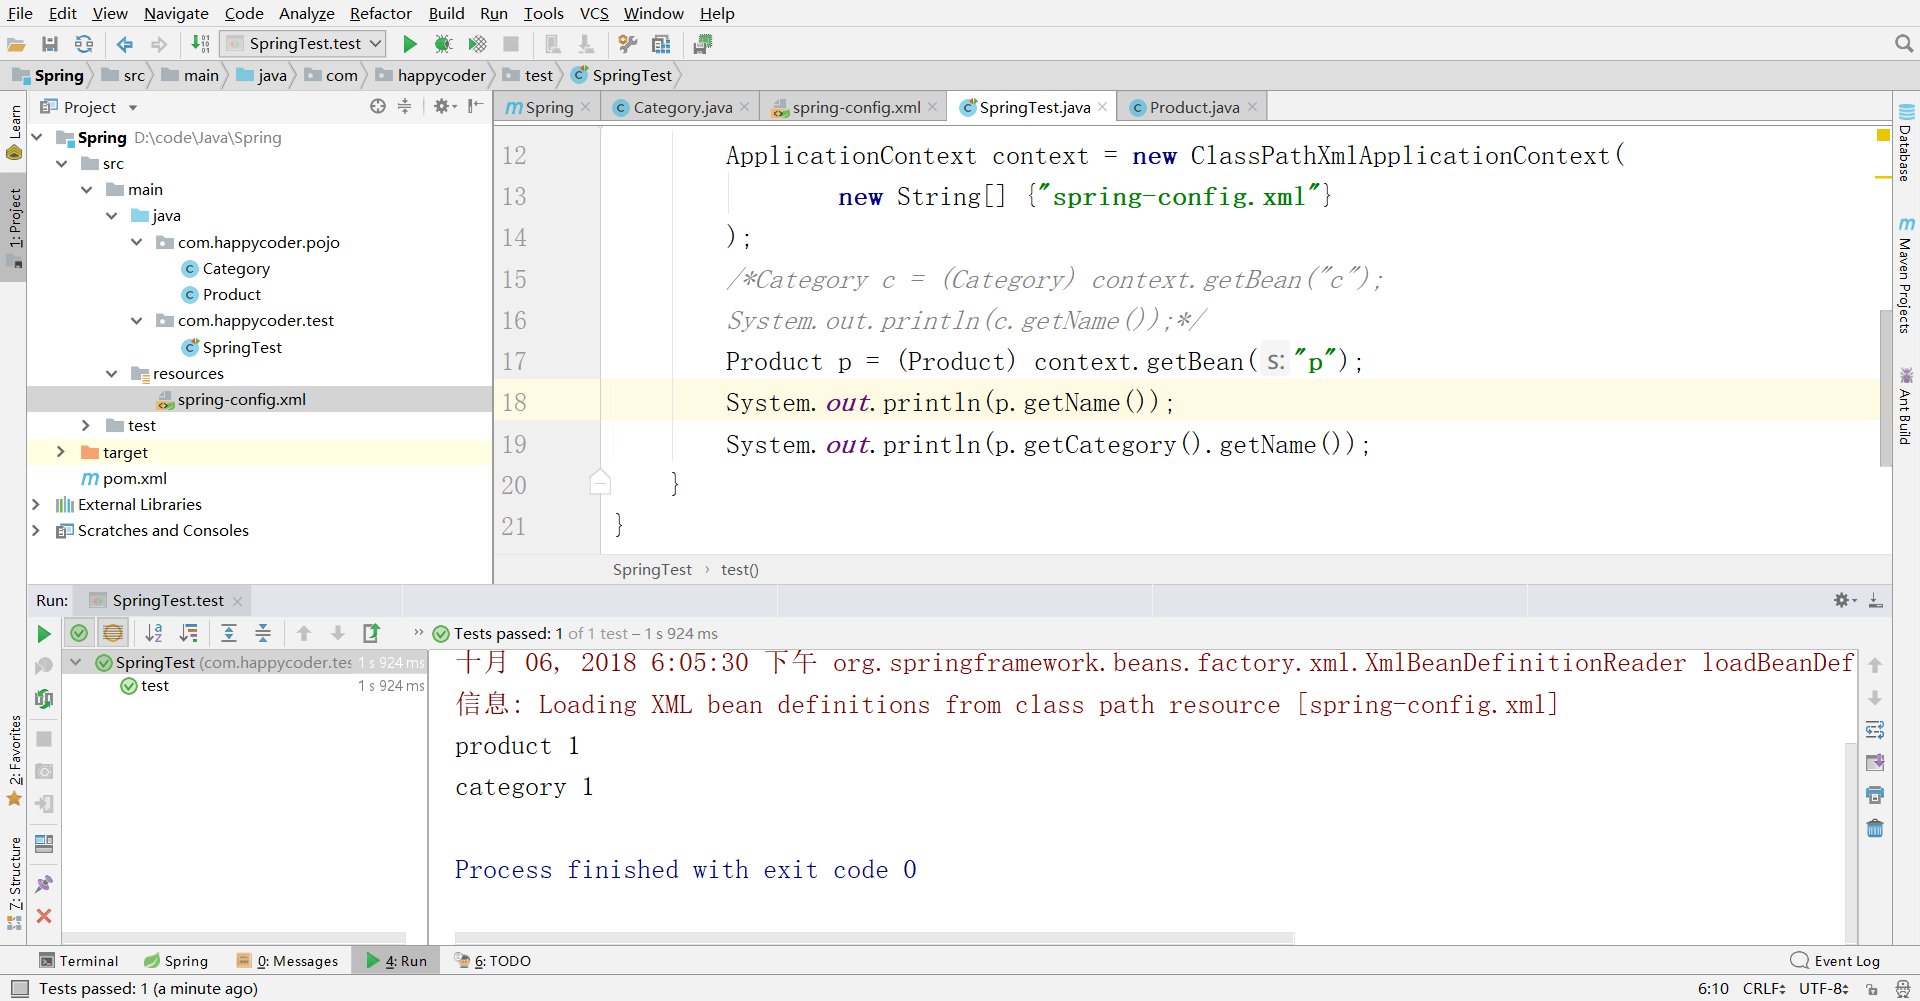 File Edit View Navigate Code Analyze Refactor Build Run Tools VCS Window Help
SpringTest.test
Spring src main java com happycoder test SpringTest
Project
Spring Category.java spring-config.xml SpringTest.java Product.java
Learn
1: Project
2: Favorites
Z: Structure
Spring D:\code\Java\Spring
src
main
java
com.happycoder.pojo
Category
Product
com.happycoder.test
SpringTest
resources
spring-config.xml
test
target
pom.xml
External Libraries
Scratches and Consoles
12 ApplicationContext context = new ClassPathXmlApplicationContext(
13 new String[] {"spring-config.xml"}
14 );
15 /*Category c = (Category) context.getBean("c");
16 System.out.println(c.getName());*/
17 Product p = (Product) context.getBean( s: "p");
18 System.out.println(p.getName());
19 System.out.println(p.getCategory().getName());
20 }
21 }
SpringTest › test()
Database
Maven Projects
Ant Build
Run: SpringTest.test
Tests passed: 1 of 1 test – 1 s 924 ms
SpringTest (com.happycoder.tes 1 s 924 ms
test 1 s 924 ms
十月 06, 2018 6:05:30 下午 org.springframework.beans.factory.xml.XmlBeanDefinitionReader loadBeanDef
信息: Loading XML bean definitions from class path resource [spring-config.xml]
product 1
category 1
Process finished with exit code 0
Terminal Spring 0: Messages 4: Run 6: TODO Event Log
Tests passed: 1 (a minute ago) 6:10 CRLF UTF-8